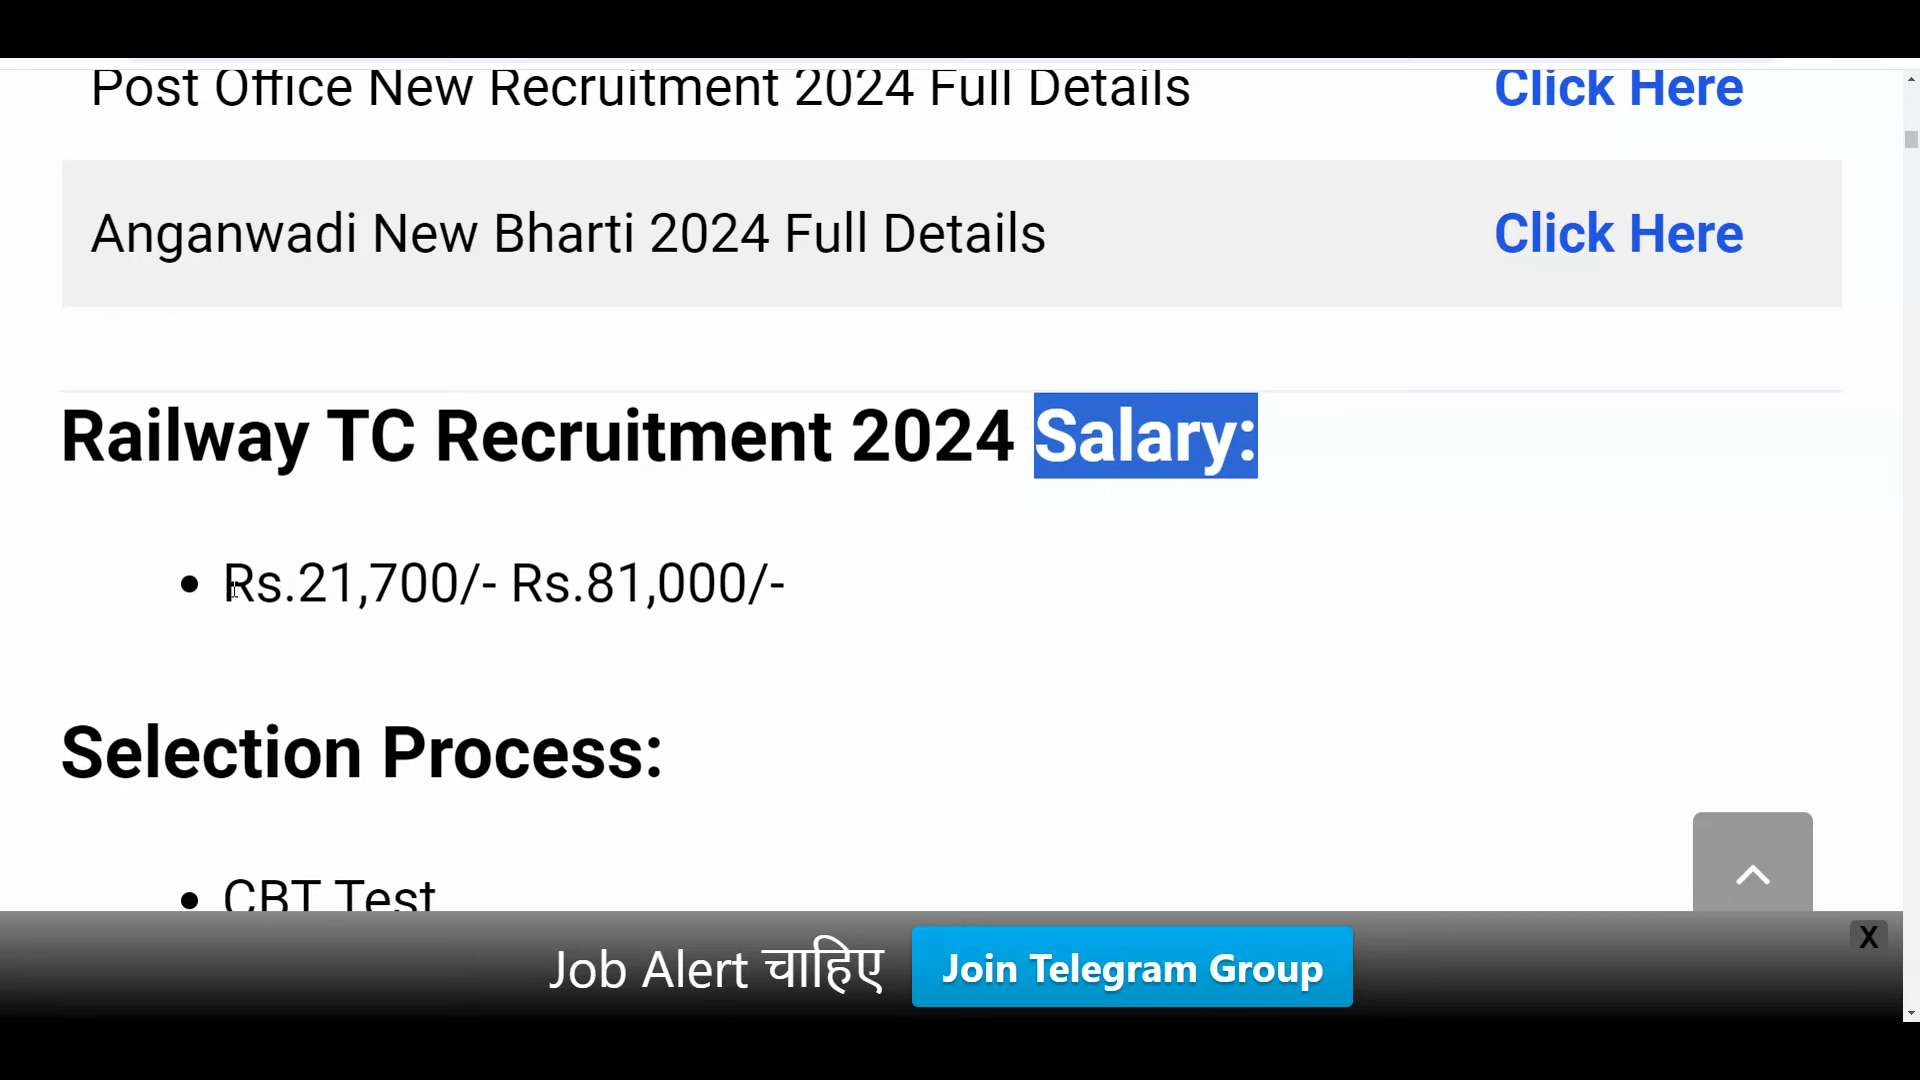 Post Office New Recruitment 2024 Full Details Click Here
Anganwadi New Bharti 2024 Full Details Click Here
Railway TC Recruitment 2024 Salary:
Rs.21,700/- Rs.81,000/-
Selection Process:
CBT Test
X
Job Alert चाहिए Join Telegram Group